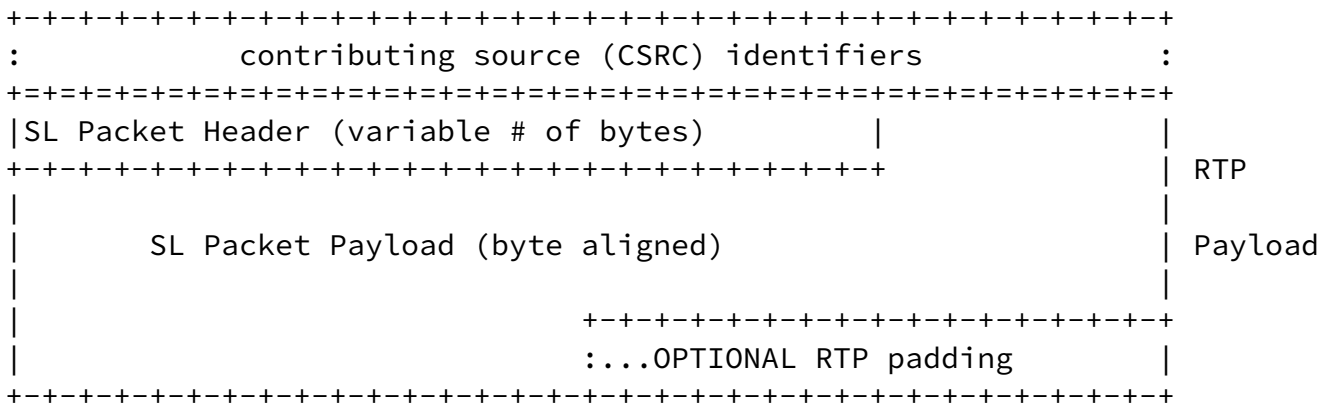 +-+-+-+-+-+-+-+-+-+-+-+-+-+-+-+-+-+-+-+-+-+-+-+-+-+-+-+-+-+-+-+-+
:             contributing source (CSRC) identifiers             :
+=+=+=+=+=+=+=+=+=+=+=+=+=+=+=+=+=+=+=+=+=+=+=+=+=+=+=+=+=+=+=+=+
|SL Packet Header (variable # of bytes)         |                |
+-+-+-+-+-+-+-+-+-+-+-+-+-+-+-+-+-+-+-+-+-+-+-+-+                | RTP
|                                                                |
|       SL Packet Payload (byte aligned)                         | Payload
|                                                                |
|                               +-+-+-+-+-+-+-+-+-+-+-+-+-+-+-+-+
|                               :...OPTIONAL RTP padding         |
+-+-+-+-+-+-+-+-+-+-+-+-+-+-+-+-+-+-+-+-+-+-+-+-+-+-+-+-+-+-+-+-+